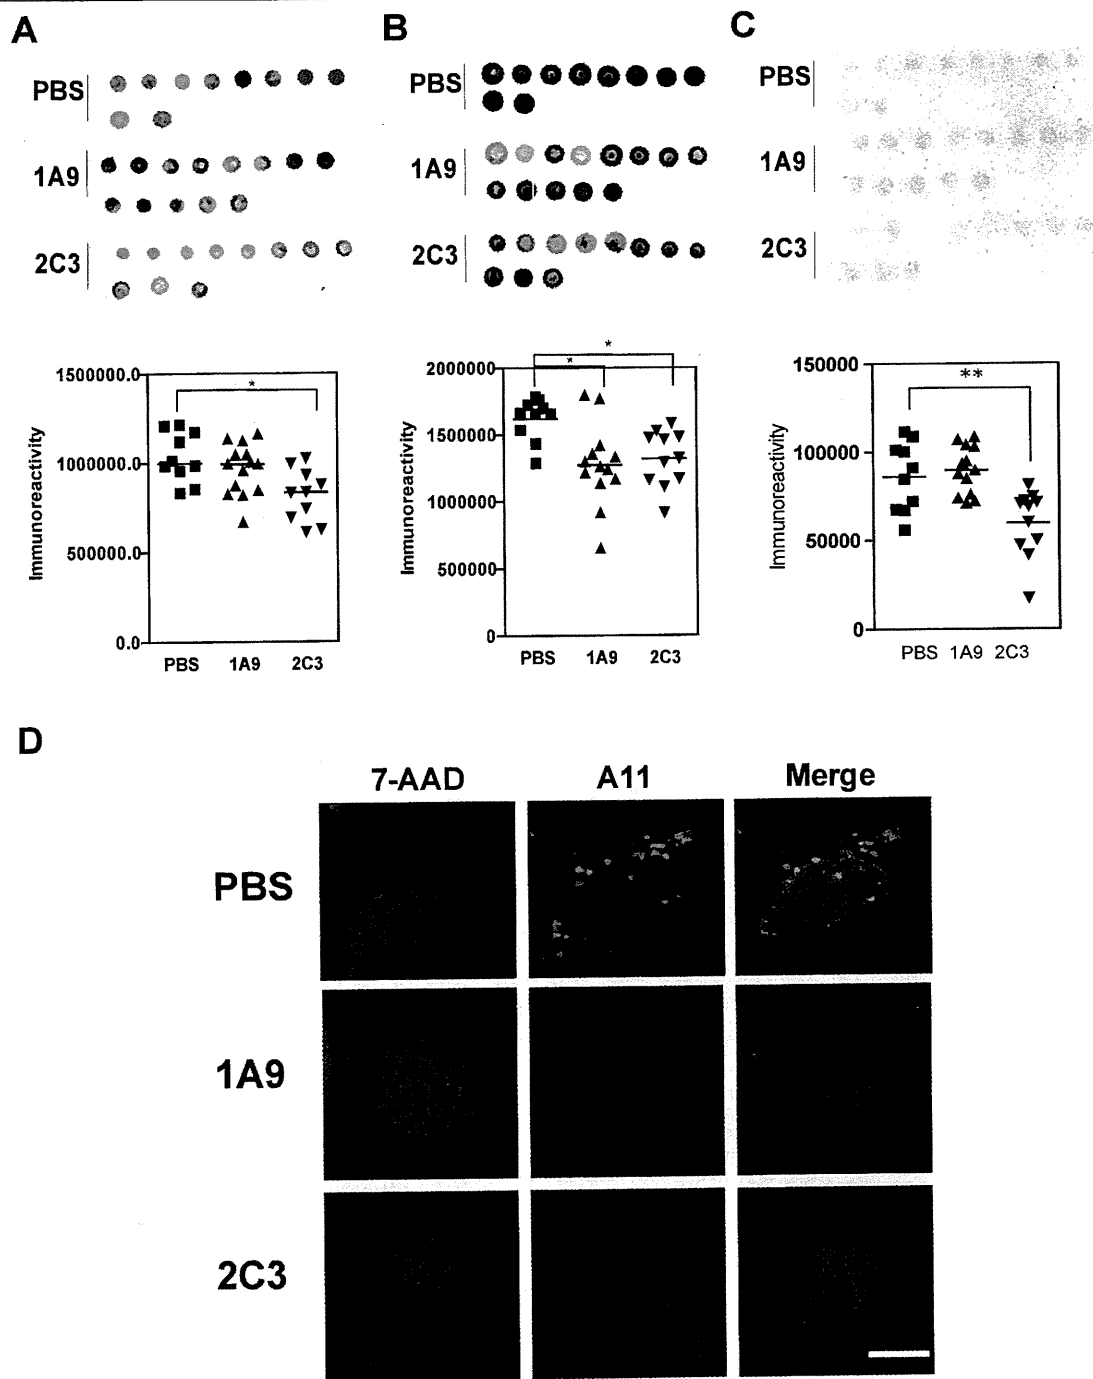 A
PBS
1A9
2C3
B
PBS
1A9
2C3
C
PBS
1A9
2C3
Immunoreactivity
1500000.0
1000000.0
500000.0
0.0
*
PBS 1A9 2C3
Immunoreactivity
2000000
1500000
1000000
500000
0
*
*
PBS 1A9 2C3
Immunoreactivity
150000
100000
50000
0
**
PBS 1A9 2C3
D
7-AAD A11 Merge
PBS
1A9
2C3